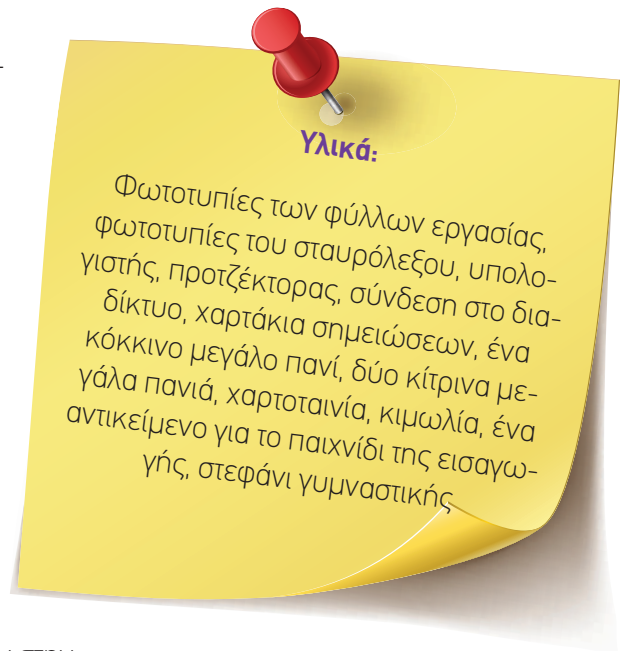 Υλικά:
Φωτοτυπίες των φύλλων εργασίας,
φωτοτυπίες του σταυρόλεξου, υπολο-
γιστής, προτζέκτορας, σύνδεση στο δια-
δίκτυο, χαρτάκια σημειώσεων, ένα
κόκκινο μεγάλο πανί, δύο κίτρινα με-
γάλα πανιά, χαρτοταινία, κιμωλία, ένα
αντικείμενο για το παιχνίδι της εισαγω-
γής, στεφάνι γυμναστικής